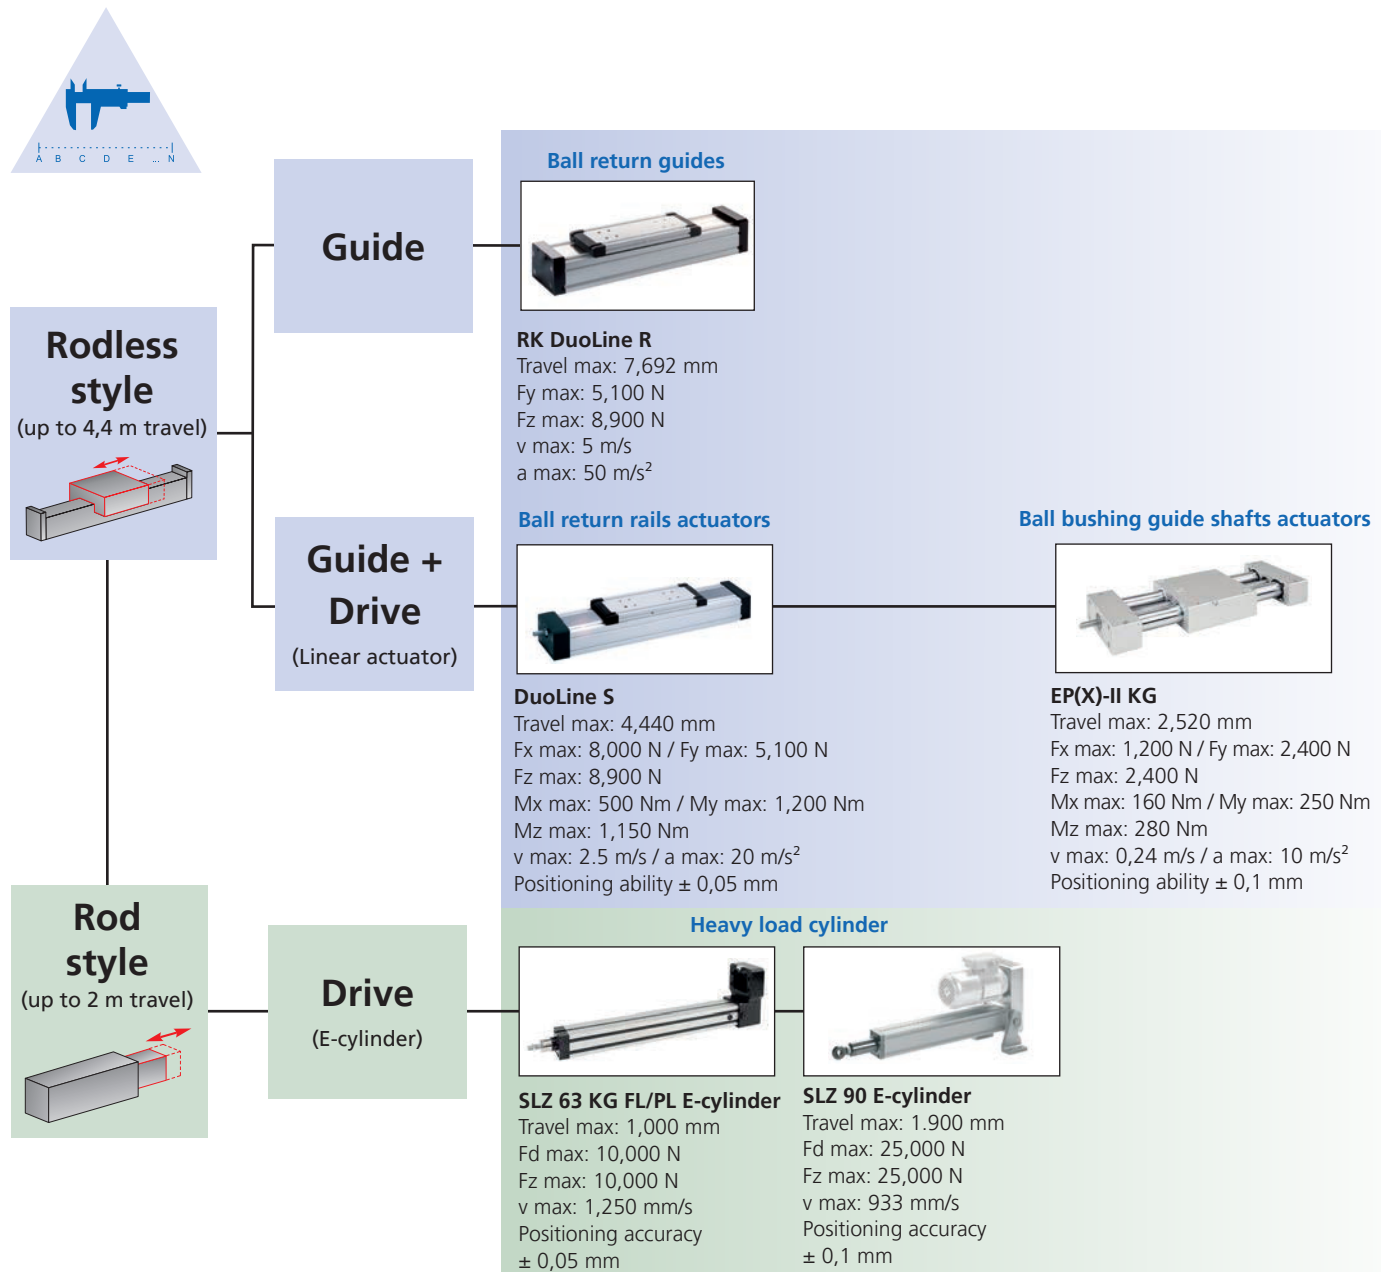 A B C D E ... N
Ball return guides
Guide
RK DuoLine R
Travel max: 7,692 mm
Fy max: 5,100 N
Fz max: 8,900 N
v max: 5 m/s
a max: 50 m/s²
Rodless
style
(up to 4,4 m travel)
Guide +
Drive
(Linear actuator)
Ball return rails actuators
DuoLine S
Travel max: 4,440 mm
Fx max: 8,000 N / Fy max: 5,100 N
Fz max: 8,900 N
Mx max: 500 Nm / My max: 1,200 Nm
Mz max: 1,150 Nm
v max: 2.5 m/s / a max: 20 m/s²
Positioning ability ± 0,05 mm
Ball bushing guide shafts actuators
EP(X)-II KG
Travel max: 2,520 mm
Fx max: 1,200 N / Fy max: 2,400 N
Fz max: 2,400 N
Mx max: 160 Nm / My max: 250 Nm
Mz max: 280 Nm
v max: 0,24 m/s / a max: 10 m/s²
Positioning ability ± 0,1 mm
Rod
style
(up to 2 m travel)
Drive
(E-cylinder)
Heavy load cylinder
SLZ 63 KG FL/PL E-cylinder
Travel max: 1,000 mm
Fd max: 10,000 N
Fz max: 10,000 N
v max: 1,250 mm/s
Positioning accuracy
± 0,05 mm
SLZ 90 E-cylinder
Travel max: 1.900 mm
Fd max: 25,000 N
Fz max: 25,000 N
v max: 933 mm/s
Positioning accuracy
± 0,1 mm